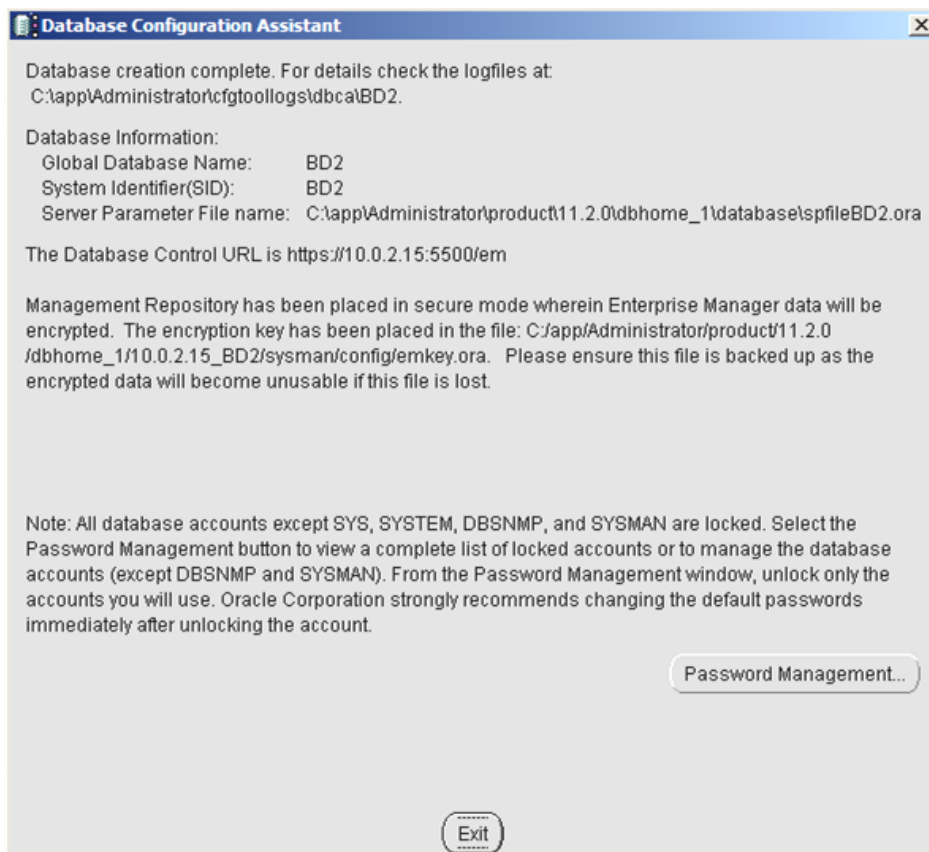 Database Configuration Assistant
Database creation complete. For details check the logfiles at:
C:\app\Administrator\cfgtoollogs\dbca\BD2.
Database Information:
Global Database Name: BD2
System Identifier(SID): BD2
Server Parameter File name: C:\app\Administrator\product\11.2.0\dbhome_1\database\spfileBD2.ora
The Database Control URL is https://10.0.2.15:5500/em
Management Repository has been placed in secure mode wherein Enterprise Manager data will be
encrypted. The encryption key has been placed in the file: C:/app/Administrator/product/11.2.0
/dbhome_1/10.0.2.15_BD2/sysman/config/emkey.ora. Please ensure this file is backed up as the
encrypted data will become unusable if this file is lost.
Note: All database accounts except SYS, SYSTEM, DBSNMP, and SYSMAN are locked. Select the
Password Management button to view a complete list of locked accounts or to manage the database
accounts (except DBSNMP and SYSMAN). From the Password Management window, unlock only the
accounts you will use. Oracle Corporation strongly recommends changing the default passwords
immediately after unlocking the account.
Password Management...
Exit